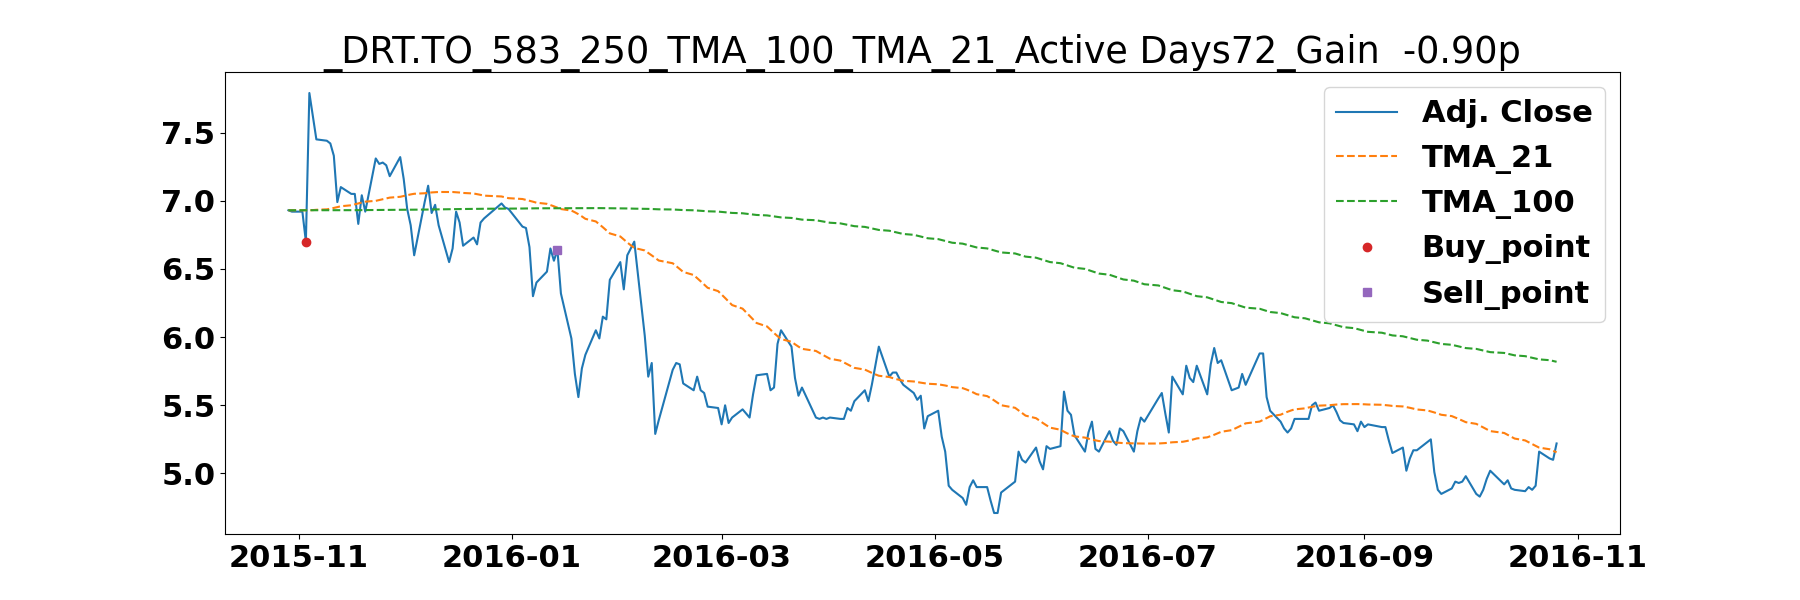 _DRT.TO_583_250_TMA_100_TMA_21_Active Days72_Gain  -0.90p
Adj. Close
TMA_21
TMA_100
Buy_point
Sell_point
7.5
7.0
6.5
6.0
5.5
5.0
2015-11 2016-01 2016-03 2016-05 2016-07 2016-09 2016-11